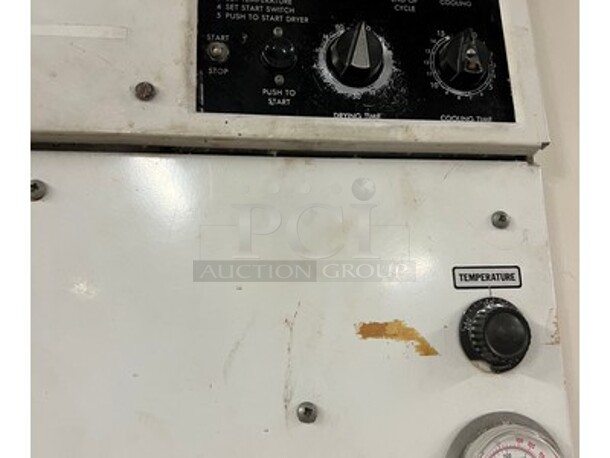 TEMPERATURE
4 SET START SWITCH
5 PUSH TO START DRYER
END OF
CYCLE
COOLING
START
STOP
PUSH TO
START
DRYING TIME
COOLING TIME
PCi
AUCTION GROUP
TEMPERATURE